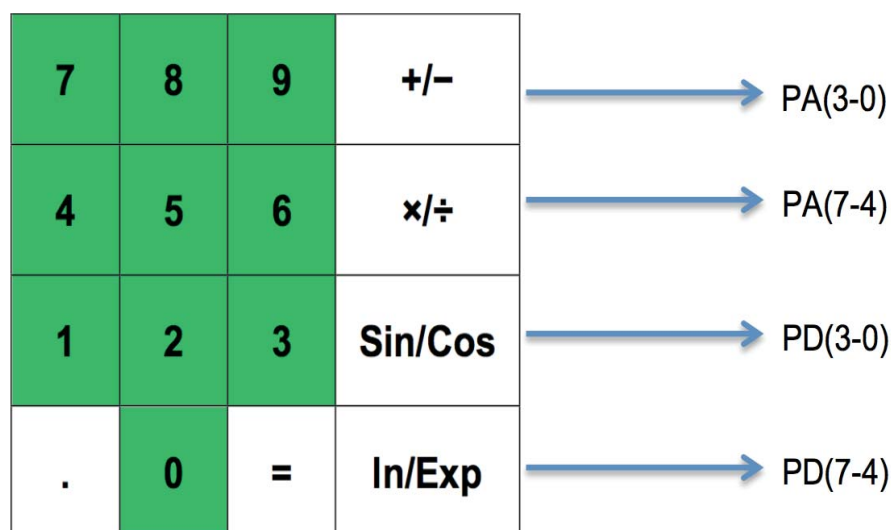 7 8 9 +/− PA(3-0)
4 5 6 ×/÷ PA(7-4)
1 2 3 Sin/Cos PD(3-0)
. 0 = In/Exp PD(7-4)